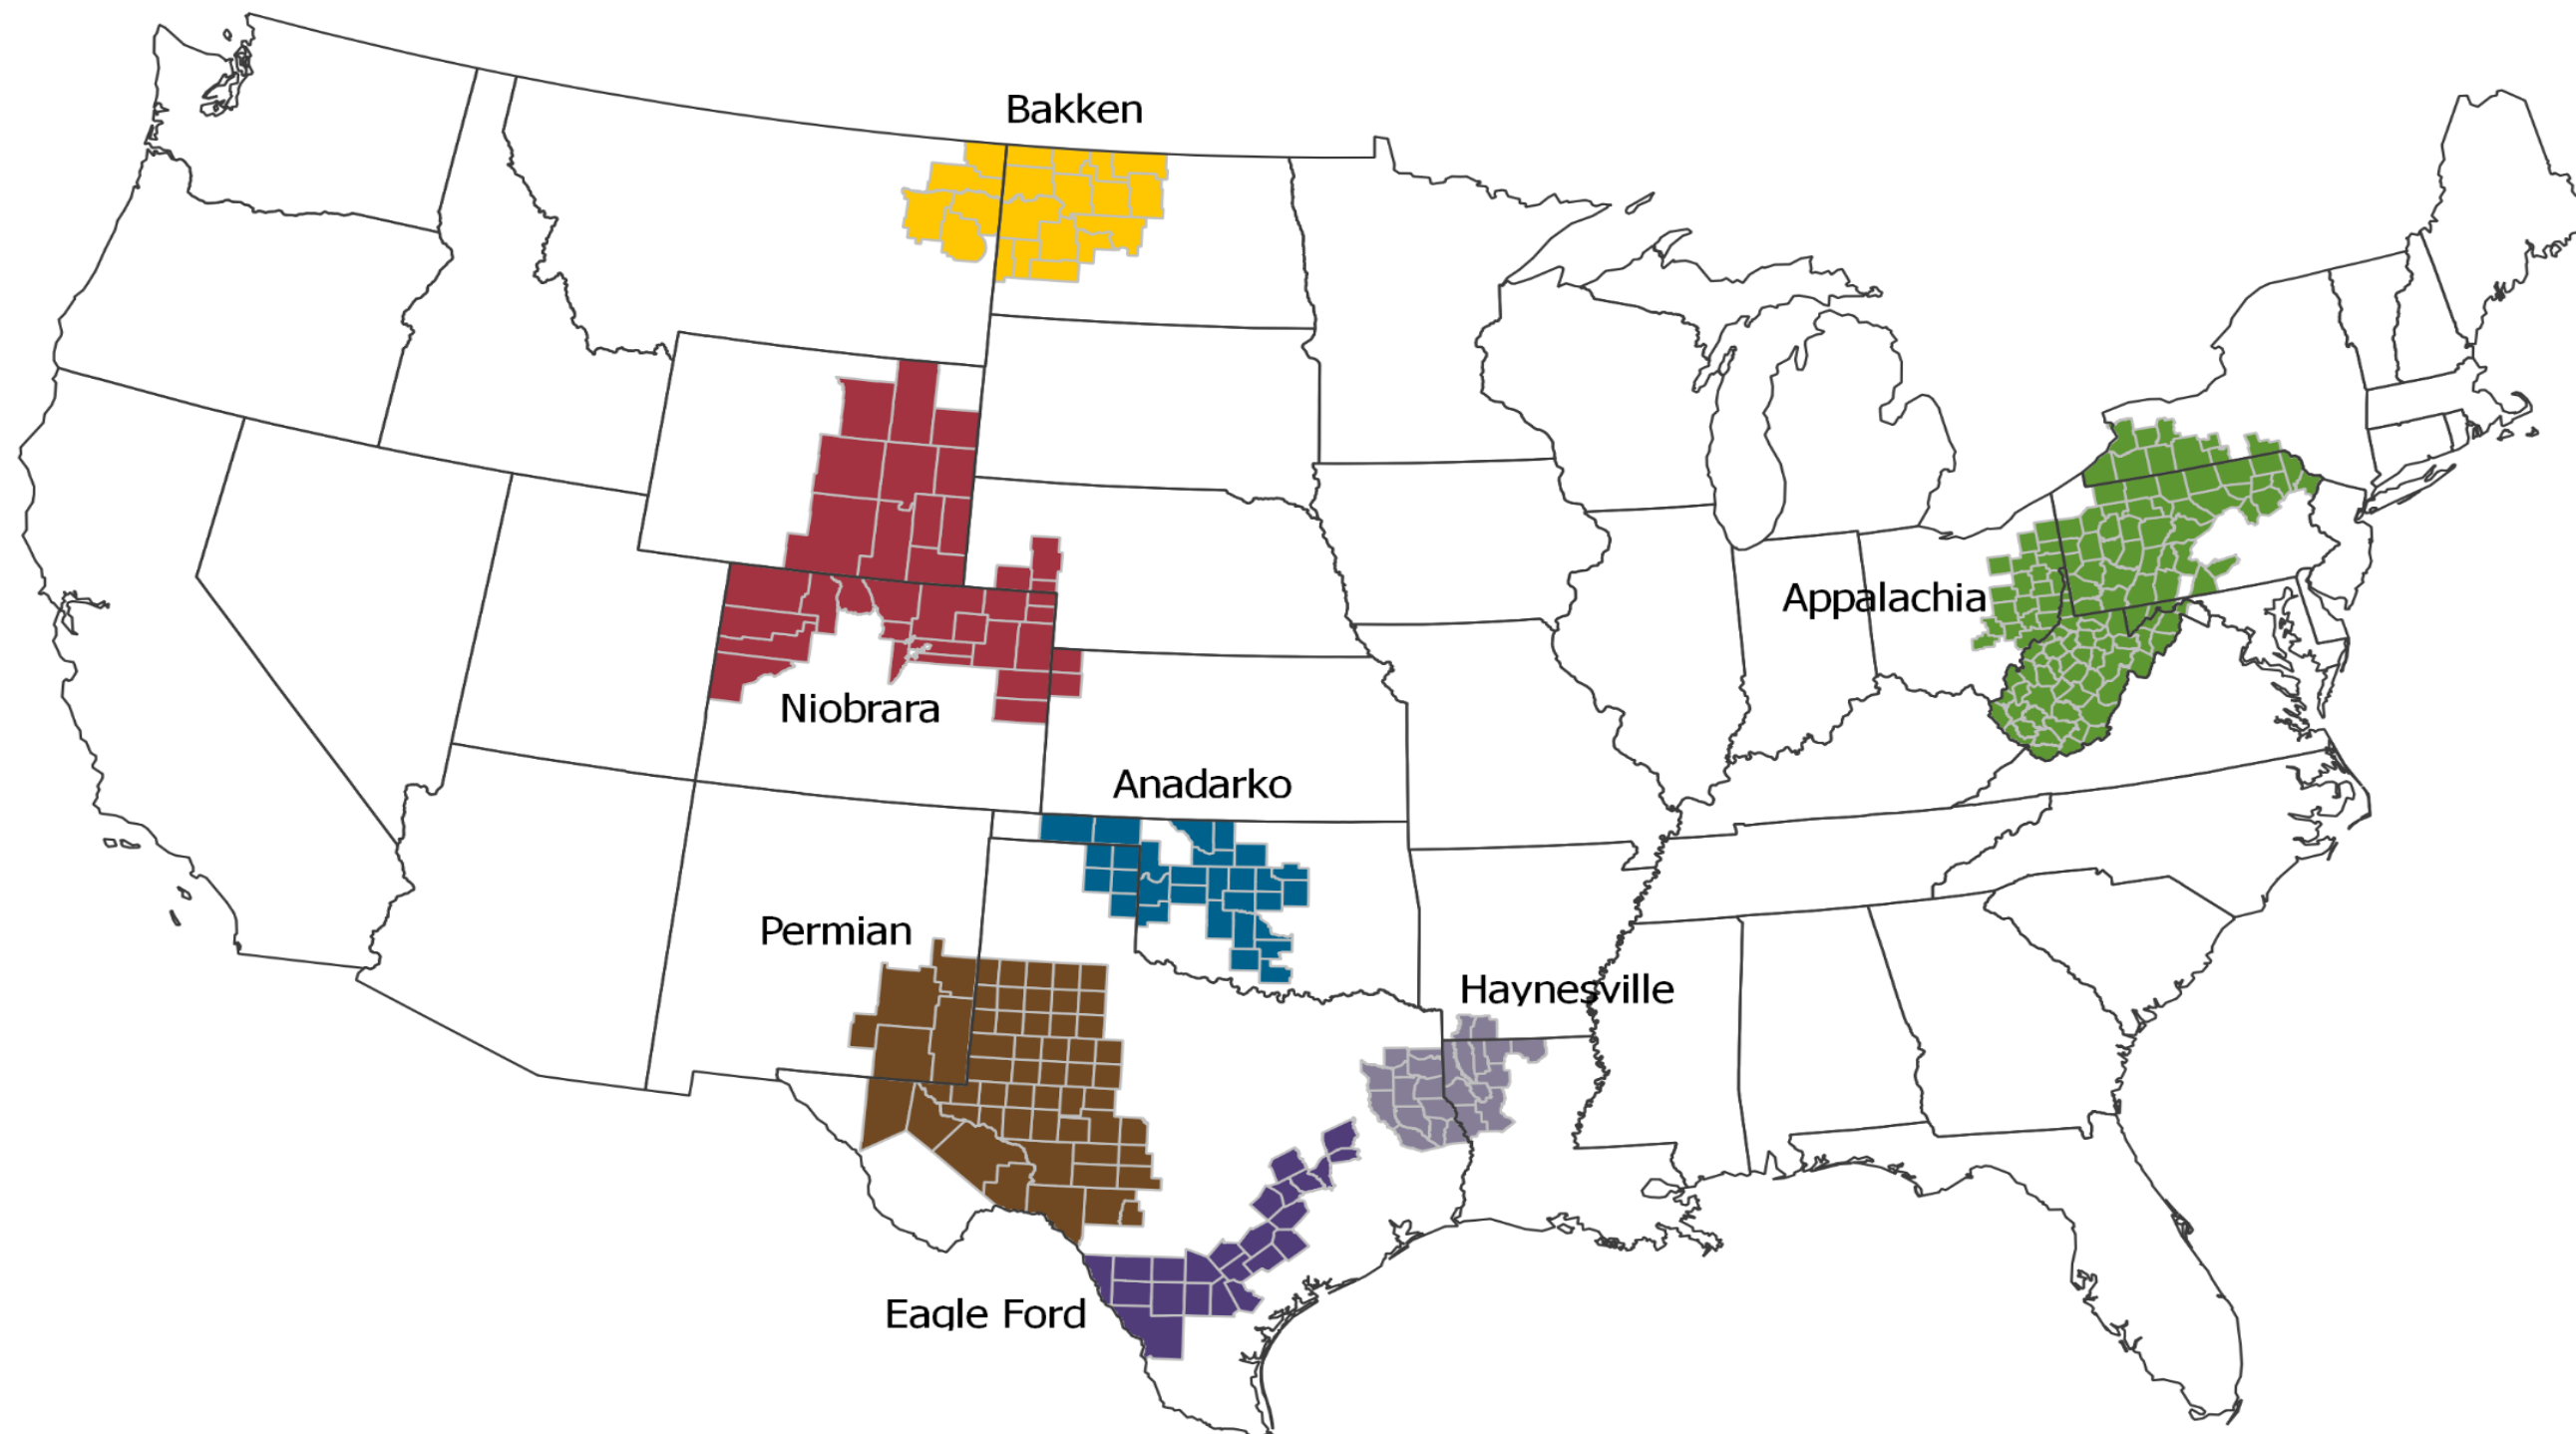 Bakken
Appalachia
Niobrara
Anadarko
Permian
Haynesville
Eagle Ford